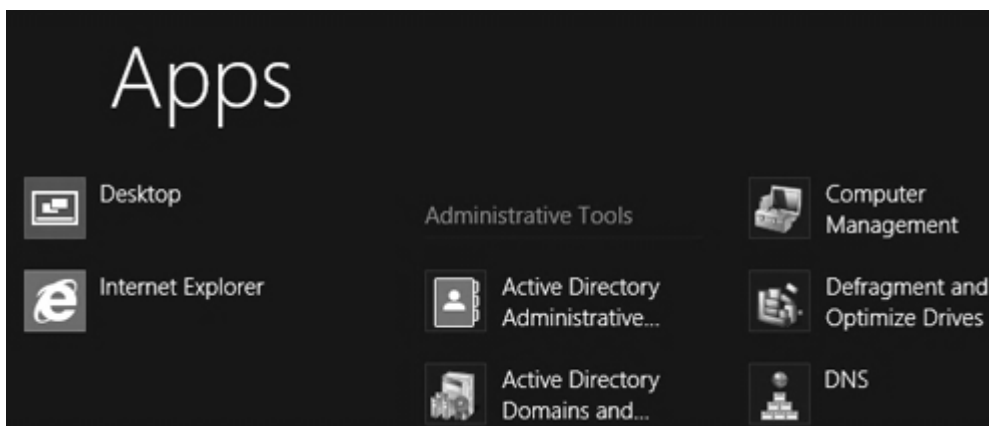 Apps
Desktop
Internet Explorer
Administrative Tools
Active Directory
Administrative...
Active Directory
Domains and...
Computer
Management
Defragment and
Optimize Drives
DNS